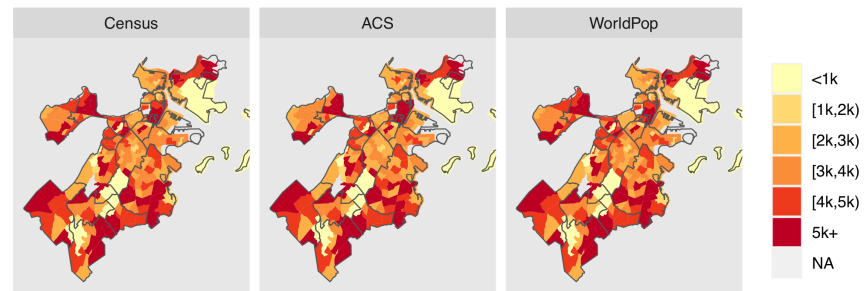 Census
ACS
WorldPop
<1k
[1k,2k)
[2k,3k)
[3k,4k)
[4k,5k)
5k+
NA